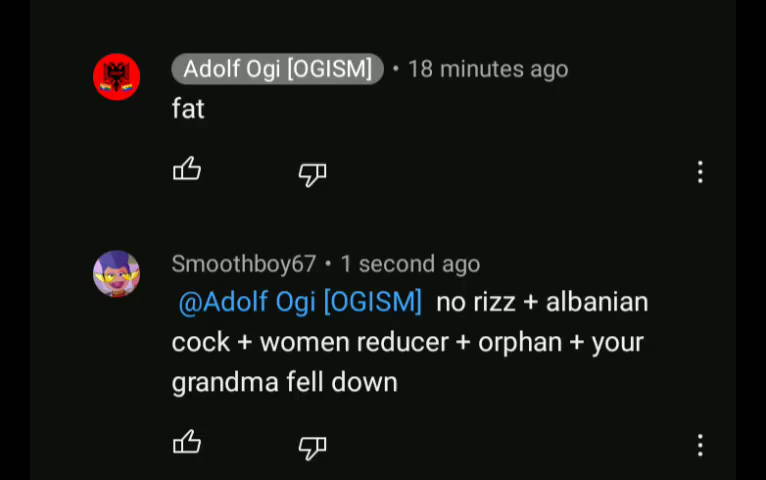 Adolf Ogi [OGISM] • 18 minutes ago
fat
Smoothboy67 • 1 second ago
@Adolf Ogi [OGISM] no rizz + albanian
cock + women reducer + orphan + your
grandma fell down